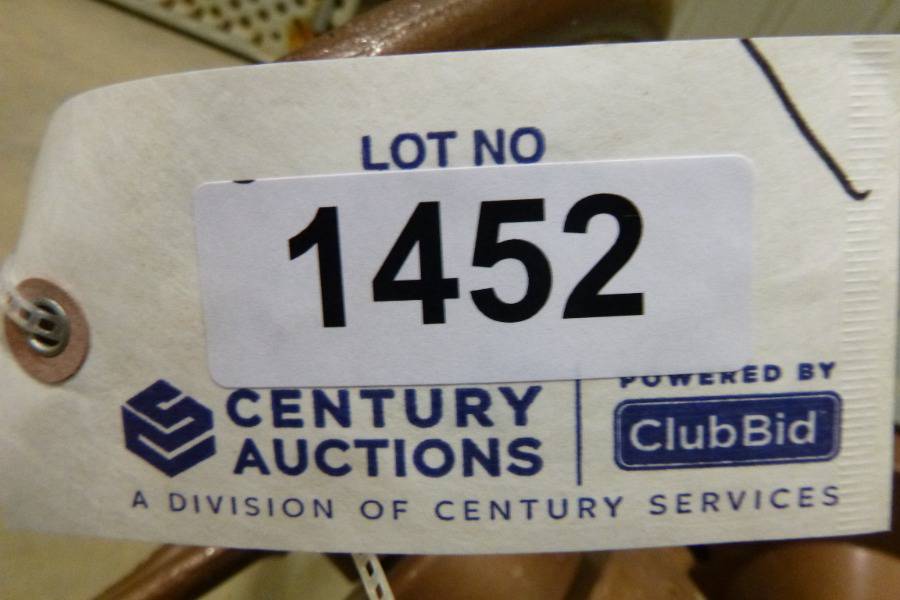 LOT NO
1452
CENTURY
AUCTIONS
POWERED BY
ClubBid
A DIVISION OF CENTURY SERVICES